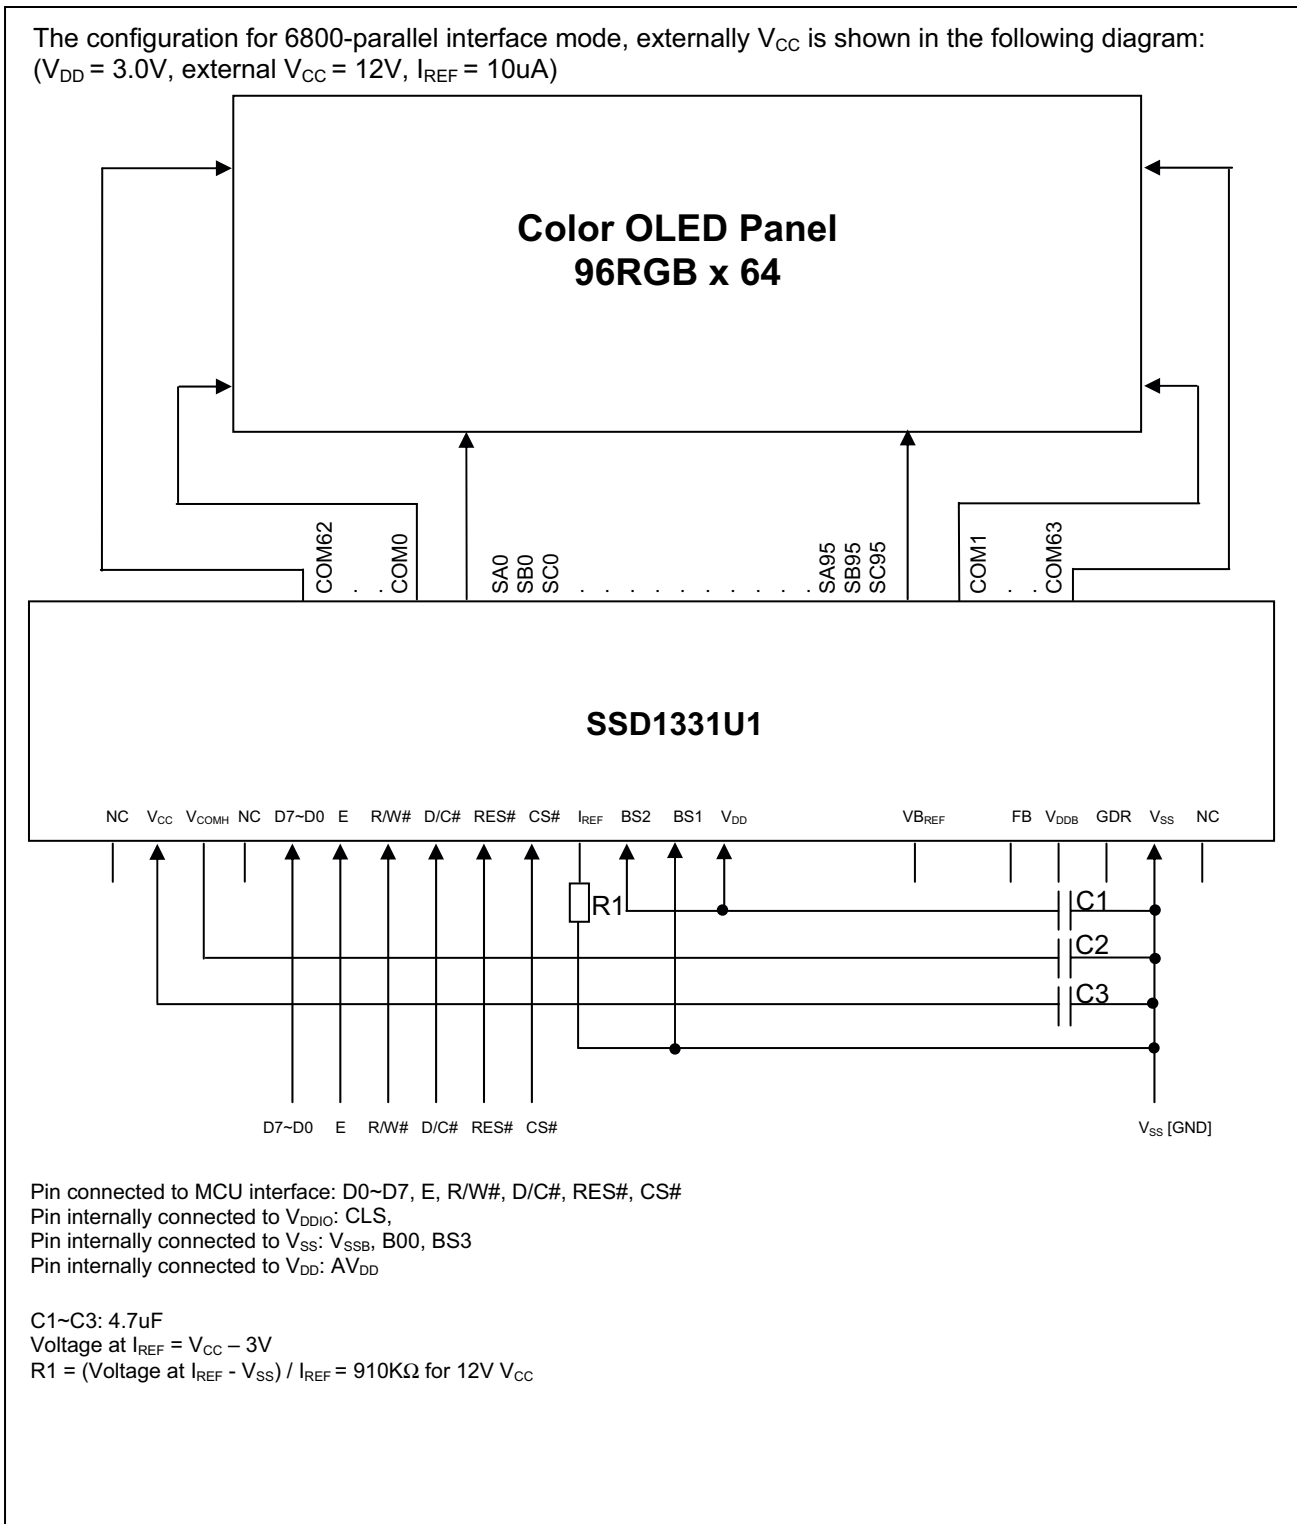 The configuration for 6800-parallel interface mode, externally VCC is shown in the following diagram:
(VDD = 3.0V, external VCC = 12V, IREF = 10uA)
Color OLED Panel
96RGB x 64
COM62 . . COM0 SA0 SB0 SC0 . . . . . . . . . . SA95 SB95 SC95 COM1 . . COM63
SSD1331U1
NC VCC VCOMH NC D7~D0 E R/W# D/C# RES# CS# IREF BS2 BS1 VDD VBREF FB VDDB GDR VSS NC
R1 C1
C2
C3
D7~D0 E R/W# D/C# RES# CS# VSS [GND]
Pin connected to MCU interface: D0~D7, E, R/W#, D/C#, RES#, CS#
Pin internally connected to VDDIO: CLS,
Pin internally connected to VSS: VSSB, B00, BS3
Pin internally connected to VDD: AVDD
C1~C3: 4.7uF
Voltage at IREF = VCC – 3V
R1 = (Voltage at IREF - VSS) / IREF = 910KΩ for 12V VCC